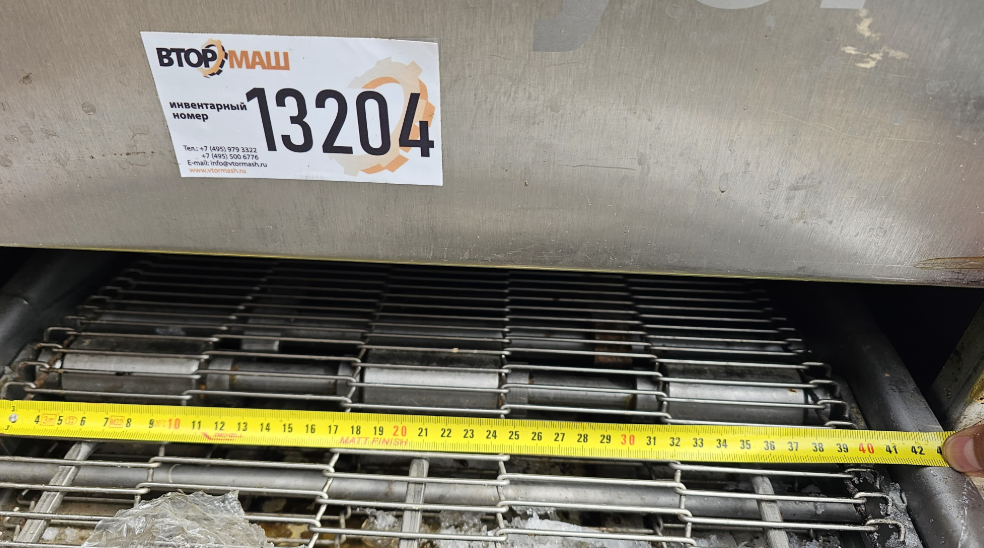 ВТОРМАШ
инвентарный
номер
13204
Тел.: +7 (495) 979 3322
+7 (495) 500 6776
E-mail: info@vtormash.ru
www.vtormash.ru
3 4 5 6 7 8 9 10 11 12 13 14 15 16 17 18 19 20 21 22 23 24 25 26 27 28 29 30 31 32 33 34 35 36 37 38 39 40 41 42
MATT FINISH